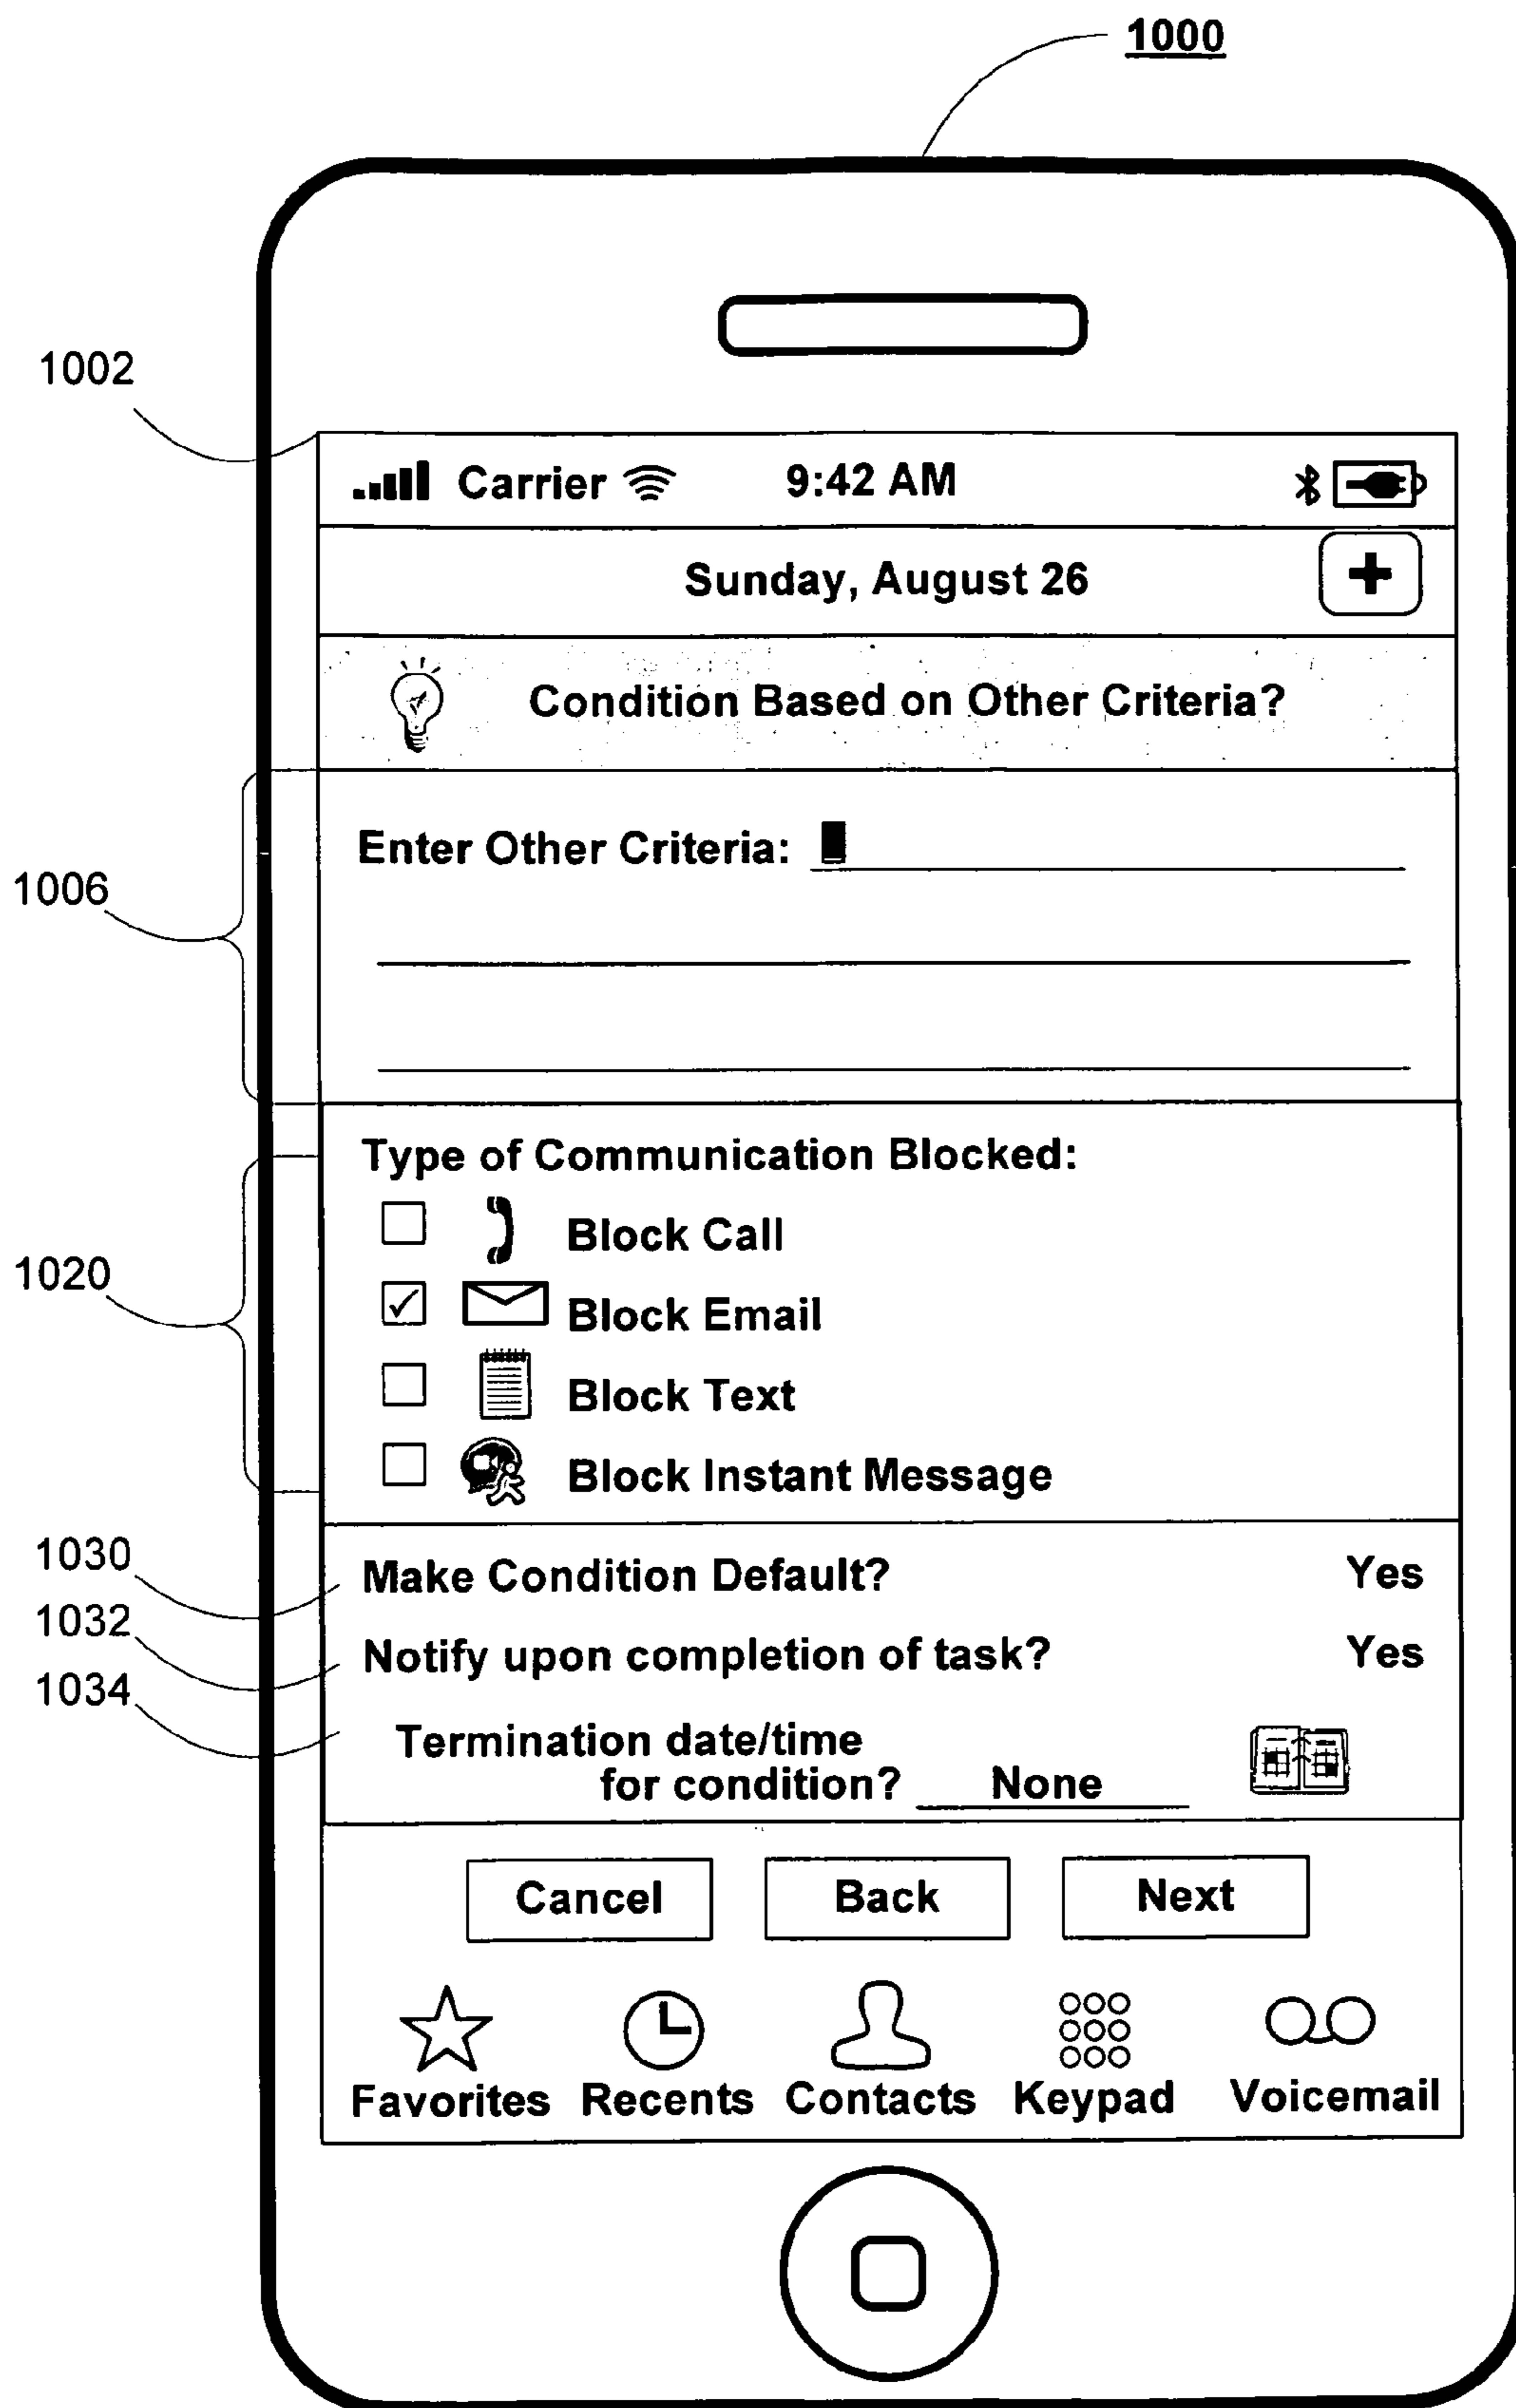 1000
1002
Carrier 9:42 AM
Sunday, August 26 +
Condition Based on Other Criteria?
1006
Enter Other Criteria:
1020
Type of Communication Blocked:
Block Call
Block Email
Block Text
Block Instant Message
1030
Make Condition Default? Yes
1032
Notify upon completion of task? Yes
1034
Termination date/time
for condition? None
Cancel Back Next
Favorites Recents Contacts Keypad Voicemail